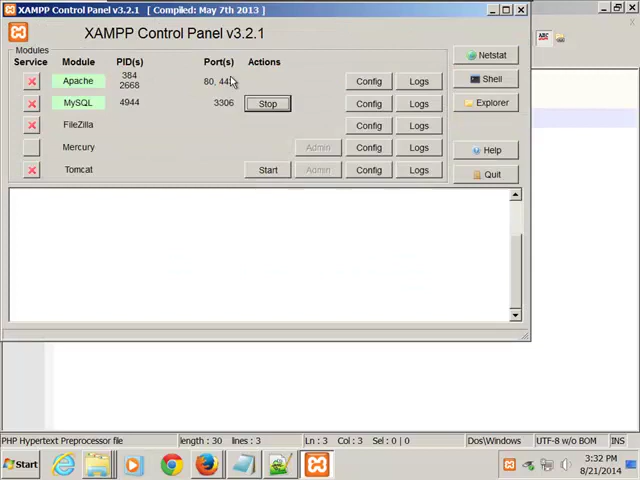 XAMPP Control Panel v3.2.1 [ Compiled: May 7th 2013 ]
XAMPP Control Panel v3.2.1
Modules
Service Module PID(s) Port(s) Actions
Netstat
Apache 384 2668 80, Config Logs
Shell
MySQL 4944 3306 Stop Config Logs
Explorer
FileZilla Config Logs
Mercury Admin Config Logs
Help
Tomcat Start Admin Config Logs
Quit
PHP Hypertext Preprocessor file length : 30 lines : 3 Ln : 3 Col : 3 Sel : 0 | 0 Dos\Windows UTF-8 w/o BOM INS
Start 3:32 PM
8/21/2014